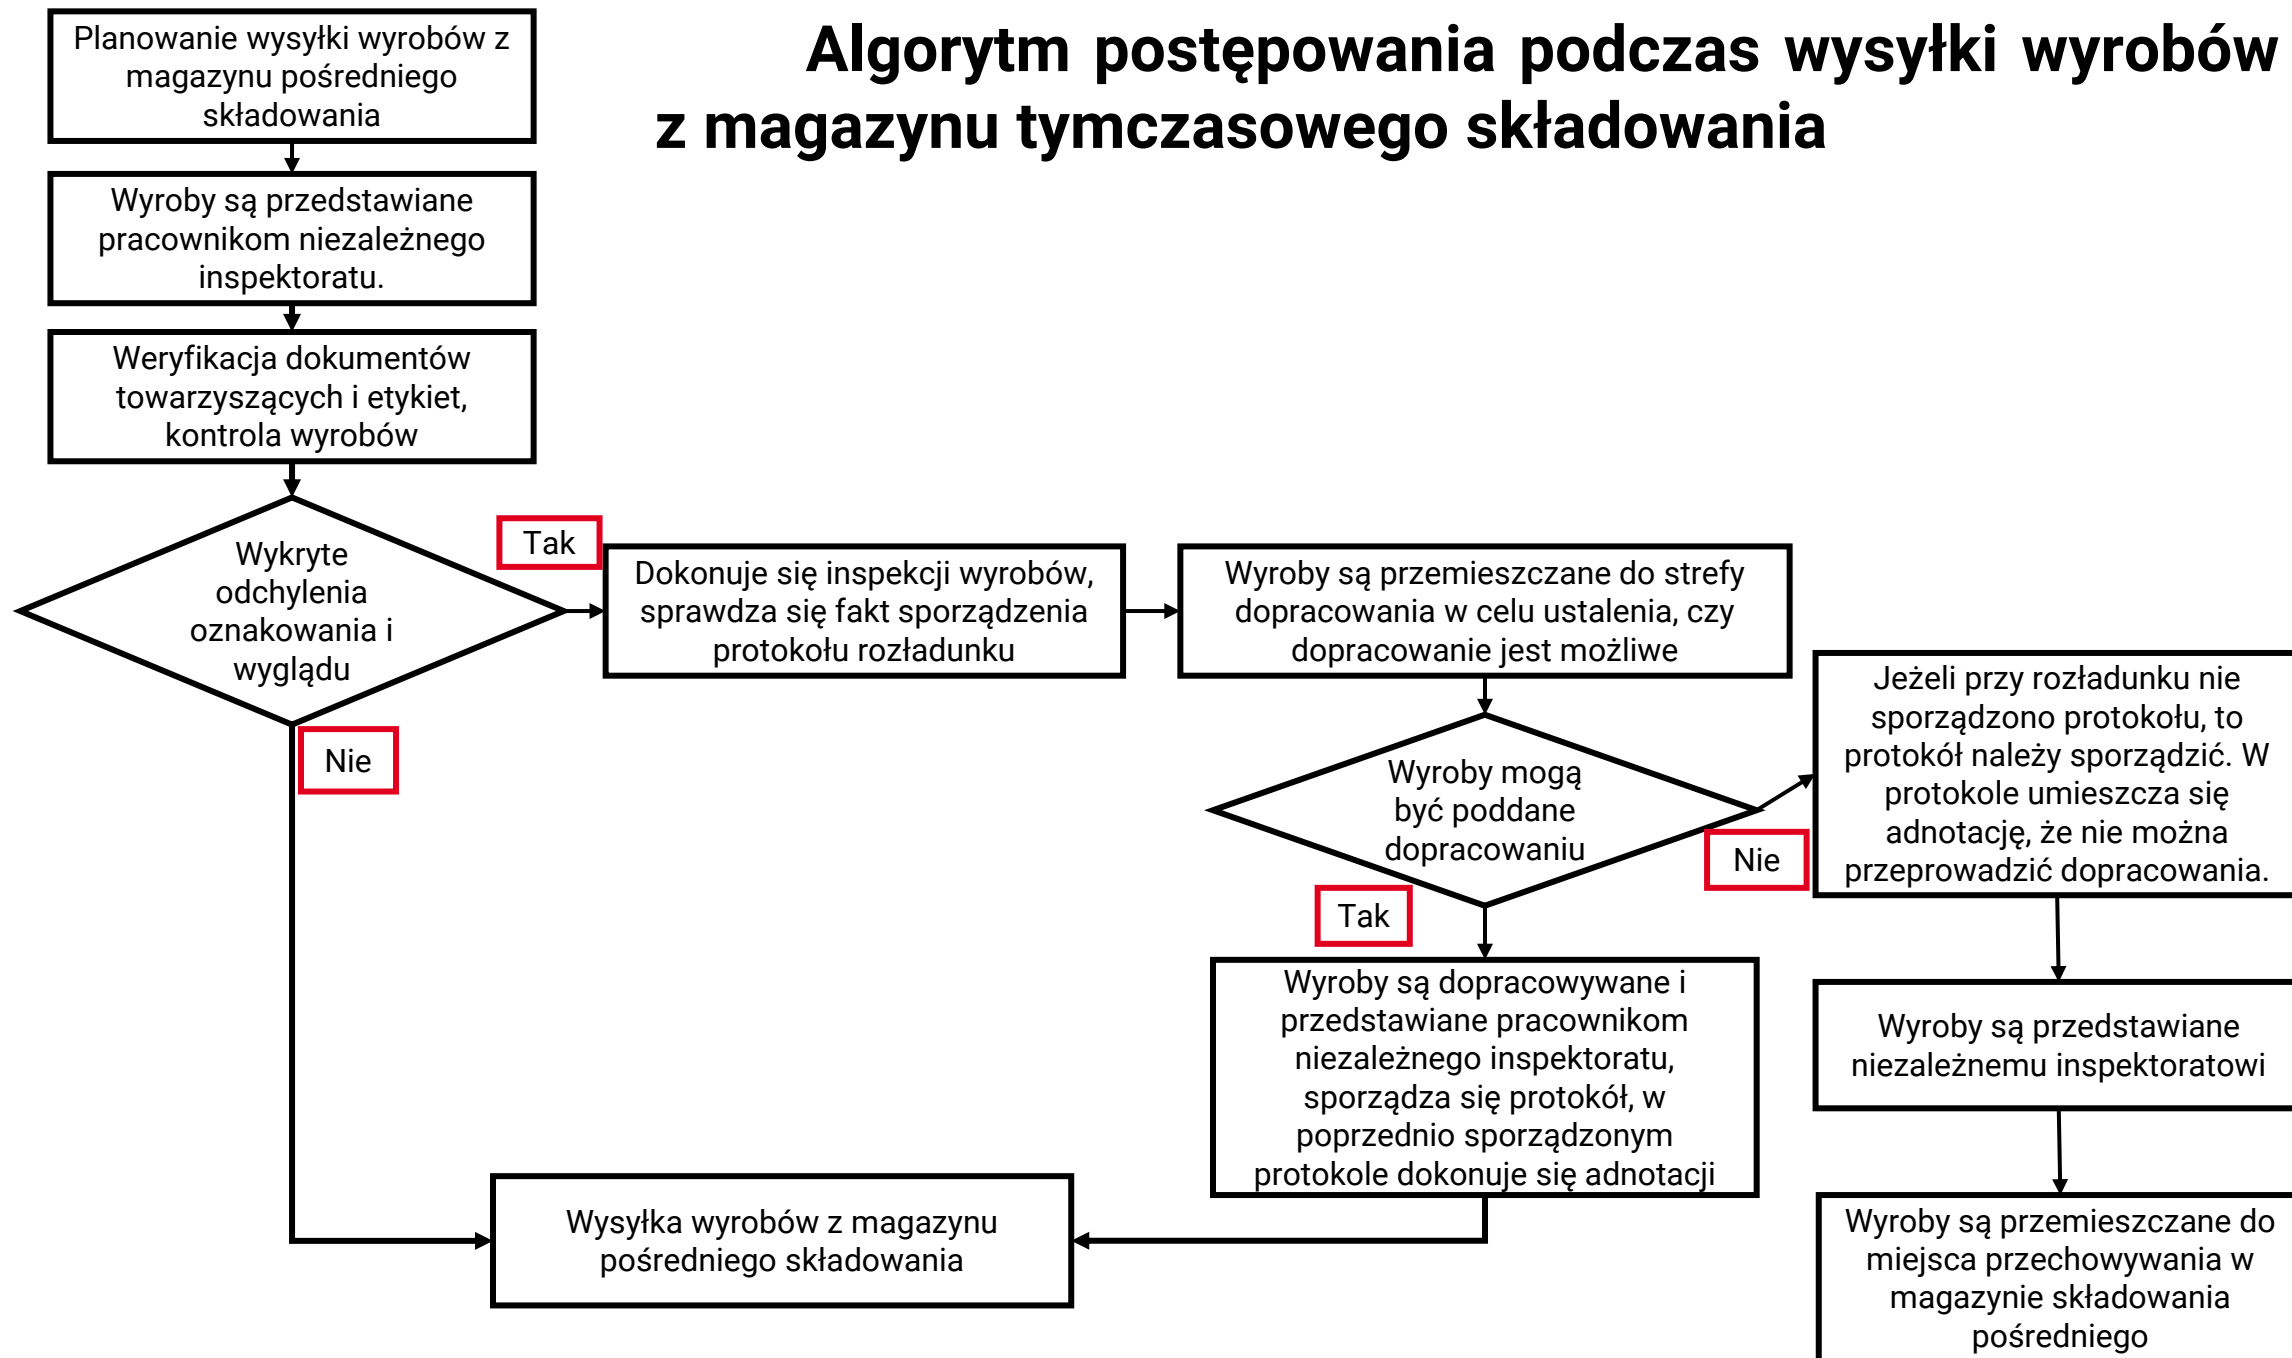 Algorytm postępowania podczas wysyłki wyrobów
z magazynu tymczasowego składowania
Planowanie wysyłki wyrobów z
magazynu pośredniego
składowania
Wyroby są przedstawiane
pracownikom niezależnego
inspektoratu.
Weryfikacja dokumentów
towarzyszących i etykiet,
kontrola wyrobów
Wykryte
odchylenia
oznakowania i
wyglądu
Tak
Nie
Dokonuje się inspekcji wyrobów,
sprawdza się fakt sporządzenia
protokołu rozładunku
Wyroby są przemieszczane do strefy
dopracowania w celu ustalenia, czy
dopracowanie jest możliwe
Wyroby mogą
być poddane
dopracowaniu
Nie
Tak
Jeżeli przy rozładunku nie
sporządzono protokołu, to
protokół należy sporządzić. W
protokole umieszcza się
adnotację, że nie można
przeprowadzić dopracowania.
Wyroby są dopracowywane i
przedstawiane pracownikom
niezależnego inspektoratu,
sporządza się protokół, w
poprzednio sporządzonym
protokole dokonuje się adnotacji
Wyroby są przedstawiane
niezależnemu inspektoratowi
Wysyłka wyrobów z magazynu
pośredniego składowania
Wyroby są przemieszczane do
miejsca przechowywania w
magazynie składowania
pośredniego